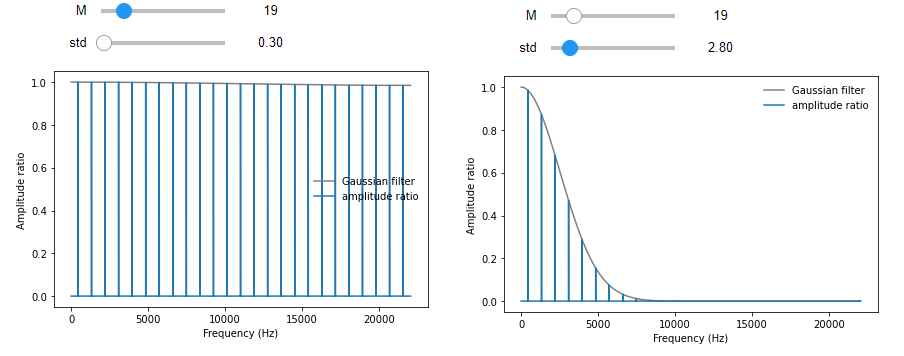 M 19
std 0.30
1.0
0.8
0.6
0.4
0.2
0.0
Amplitude ratio
Gaussian filter
amplitude ratio
0 5000 10000 15000 20000
Frequency (Hz)
M 19
std 2.80
1.0
0.8
0.6
0.4
0.2
0.0
Amplitude ratio
Gaussian filter
amplitude ratio
0 5000 10000 15000 20000
Frequency (Hz)